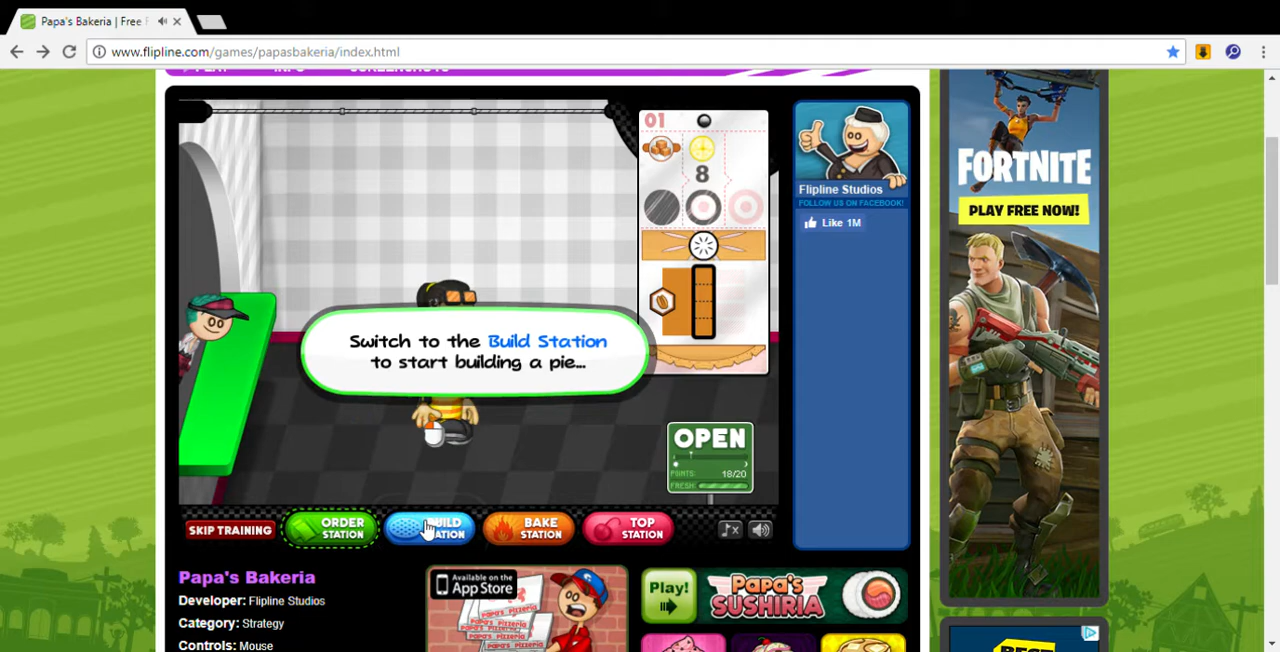 Papa's Bakeria | Free F
www.flipline.com/games/papasbakeria/index.html
01
8
Switch to the Build Station
to start building a pie...
OPEN
POINTS: 18/20
FRESH:
SKIP TRAINING
ORDER
STATION
BUILD
STATION
BAKE
STATION
TOP
STATION
Flipline Studios
FOLLOW US ON FACEBOOK!
Like 1M
FORTNITE
PLAY FREE NOW!
Papa's Bakeria
Developer: Flipline Studios
Category: Strategy
Controls: Mouse
Available on the
App Store
Play!
Papa's
SUSHIRIA